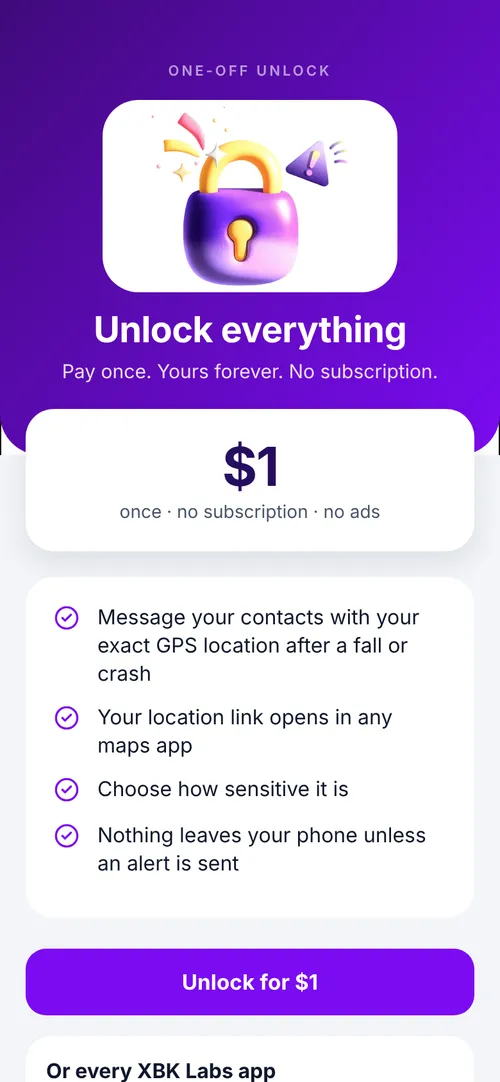 ONE-OFF UNLOCK
Unlock everything
Pay once. Yours forever. No subscription.
$1
once · no subscription · no ads
Message your contacts with your
exact GPS location after a fall or
crash
Your location link opens in any
maps app
Choose how sensitive it is
Nothing leaves your phone unless
an alert is sent
Unlock for $1
Or every XBK Labs app